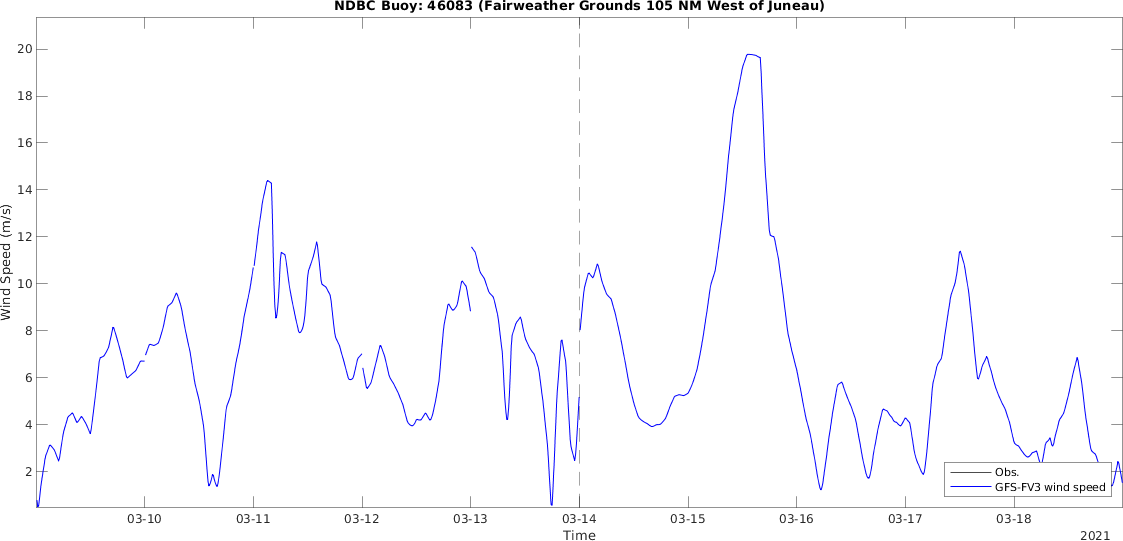 NDBC Buoy: 46083 (Fairweather Grounds 105 NM West of Juneau)
20
18
16
14
12
10
8
6
4
2
Wind Speed (m/s)
Obs.
GFS-FV3 wind speed
03-10 03-11 03-12 03-13 03-14 03-15 03-16 03-17 03-18
Time
2021